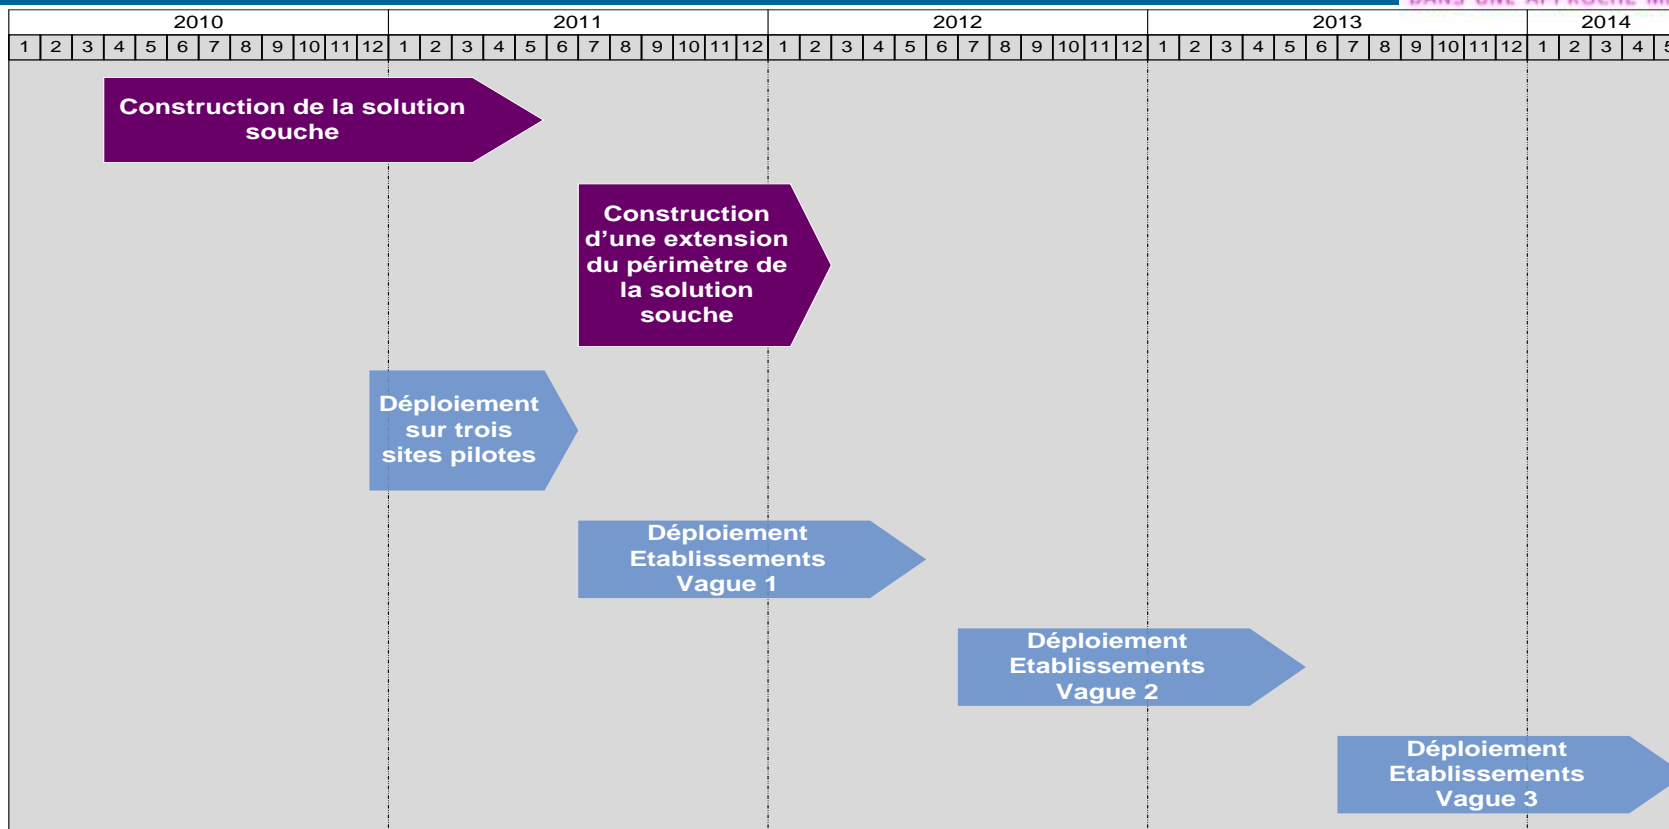 DANS UNE APPROCHE
2010 2011 2012 2013 2014
1 2 3 4 5 6 7 8 9 10 11 12 1 2 3 4 5 6 7 8 9 10 11 12 1 2 3 4 5 6 7 8 9 10 11 12 1 2 3 4 5 6 7 8 9 10 11 12 1 2 3 4 5
Construction de la solution
souche
Construction
d’une extension
du périmètre de
la solution
souche
Déploiement
sur trois
sites pilotes
Déploiement
Etablissements
Vague 1
Déploiement
Etablissements
Vague 2
Déploiement
Etablissements
Vague 3